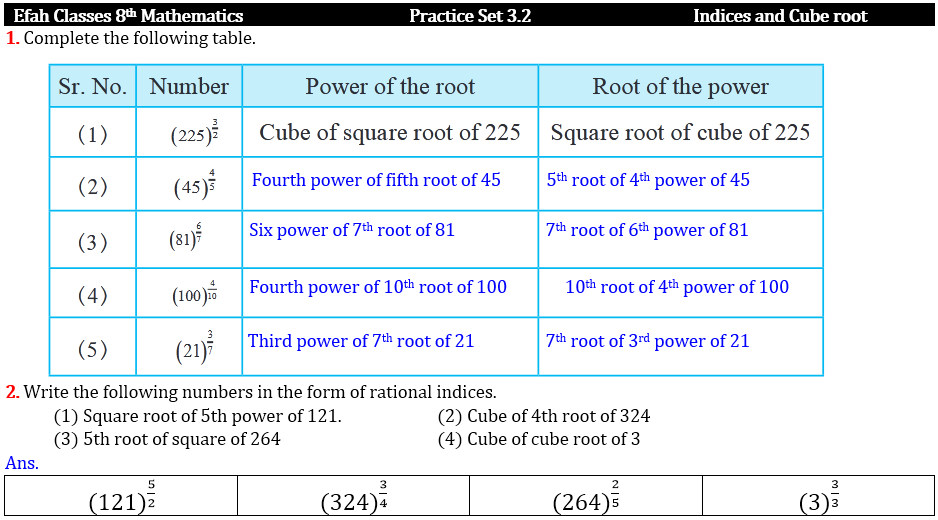 Efah Classes 8th Mathematics Practice Set 3.2 Indices and Cube root
1. Complete the following table.
Sr. No. Number Power of the root Root of the power
(1) (225)^(3/2) Cube of square root of 225 Square root of cube of 225
(2) (45)^(4/5) Fourth power of fifth root of 45 5th root of 4th power of 45
(3) (81)^(6/7) Six power of 7th root of 81 7th root of 6th power of 81
(4) (100)^(4/10) Fourth power of 10th root of 100 10th root of 4th power of 100
(5) (21)^(3/7) Third power of 7th root of 21 7th root of 3rd power of 21
2. Write the following numbers in the form of rational indices.
(1) Square root of 5th power of 121. (2) Cube of 4th root of 324
(3) 5th root of square of 264 (4) Cube of cube root of 3
Ans.
(121)^(5/2) (324)^(3/4) (264)^(2/5) (3)^(3/3)